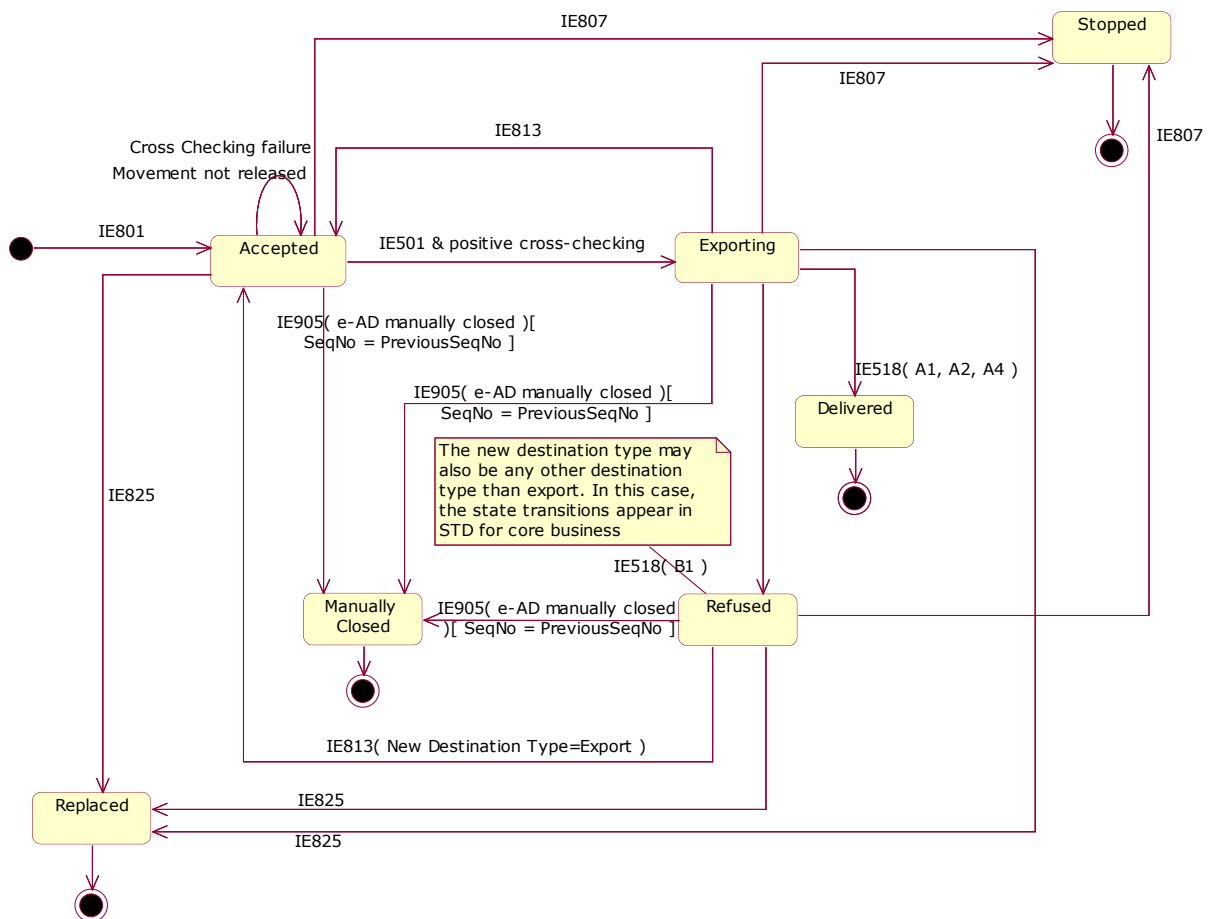 IE807
Stopped
IE807
IE813
IE807
Cross Checking failure
Movement not released
IE801
Accepted
IE501 & positive cross-checking
Exporting
IE905( e-AD manually closed )[
SeqNo = PreviousSeqNo ]
IE518( A1, A2, A4 )
IE905( e-AD manually closed )[
SeqNo = PreviousSeqNo ]
Delivered
The new destination type may
also be any other destination
type than export. In this case,
the state transitions appear in
STD for core business
IE825
IE518( B1 )
Manually
Closed
IE905( e-AD manually closed
)[ SeqNo = PreviousSeqNo ]
Refused
IE813( New Destination Type=Export )
Replaced
IE825
IE825